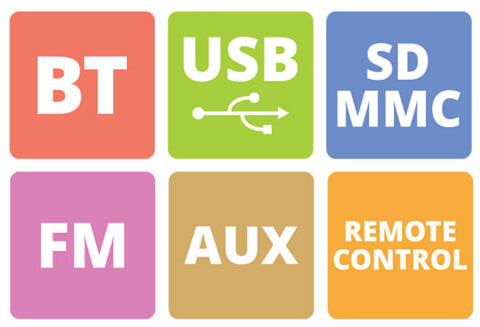 BT
USB
SD
MMC
FM
AUX
REMOTE
CONTROL